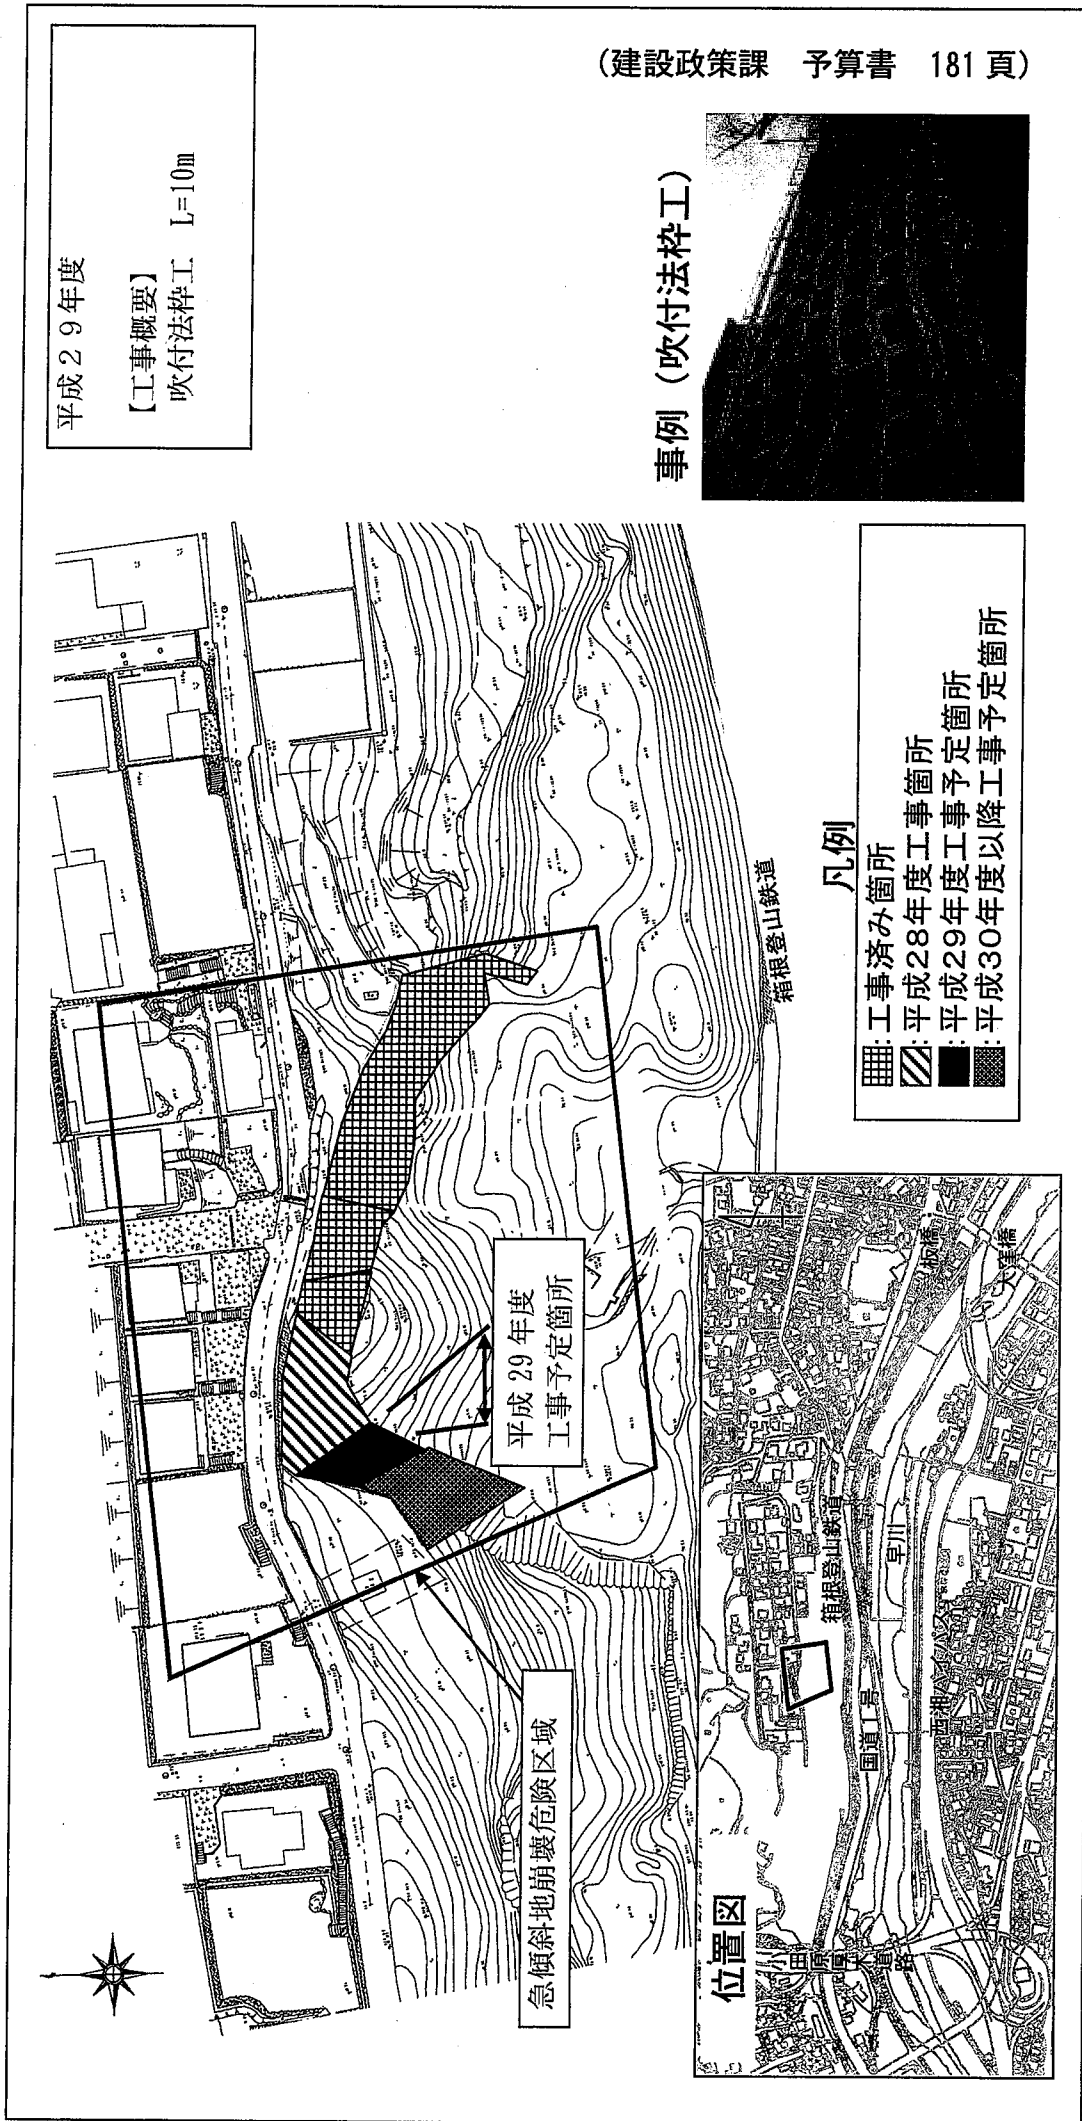 （建設政策課　予算書　181 頁）
平成２９年度
【工事概要】
吹付法枠工　L=10m
事例（吹付法枠工）
平成 29 年度
工事予定箇所
急傾斜地崩壊危険区域
箱根登山鉄道
凡例
:工事済み箇所
:平成28年度工事箇所
:平成29年度工事予定箇所
:平成30年度以降工事予定箇所
位置図
小田原厚木道路
国道1号
箱根登山鉄道
早川
西湘バイパス
板橋
大窪橋